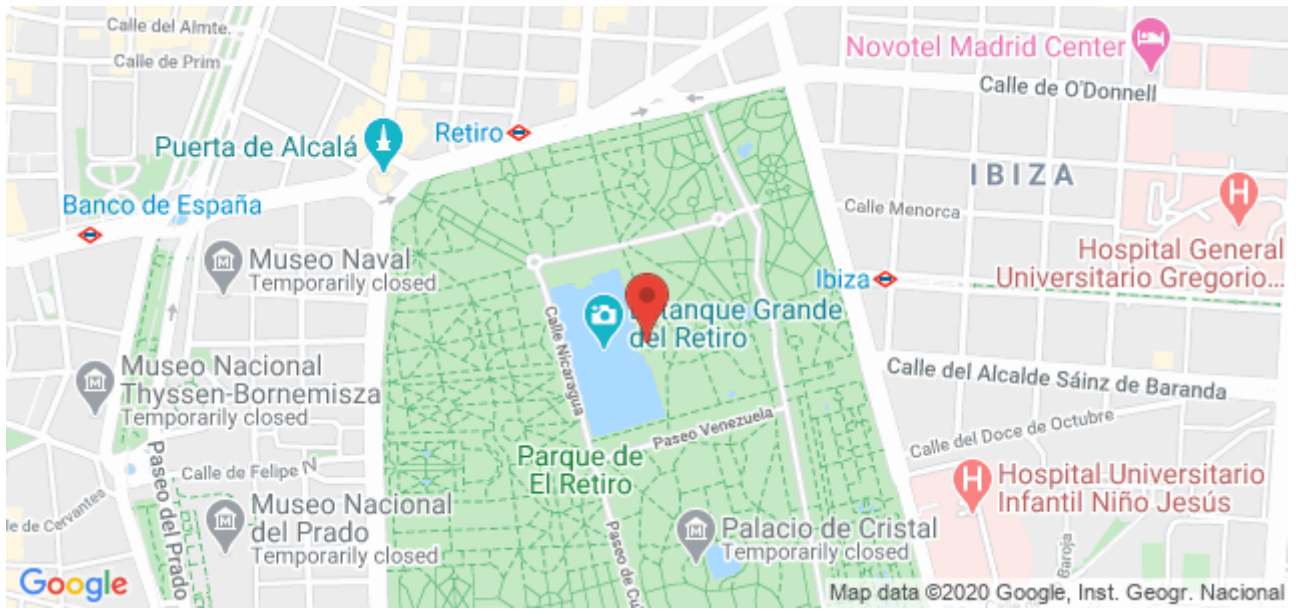 Calle del Almte.
Calle de Prim
Novotel Madrid Center
Calle de O'Donnell
Retiro
Puerta de Alcalá
IBIZA
Banco de España
Calle Menorca
Museo Naval
Temporarily closed
Hospital General
Universitario Gregorio...
Ibiza
Estanque Grande
del Retiro
Calle Nicaragua
Museo Nacional
Thyssen-Bornemisza
Temporarily closed
Calle del Alcalde Sáinz de Baranda
Paseo Venezuela
Calle del Doce de Octubre
Paseo del Prado
Calle de Felipe N
Parque de
El Retiro
Hospital Universitario
Infantil Niño Jesús
le de Cervantes
Museo Nacional
del Prado
Temporarily closed
Palacio de Cristal
Temporarily closed
Paseo de
Baroja
Google
Map data ©2020 Google, Inst. Geogr. Nacional